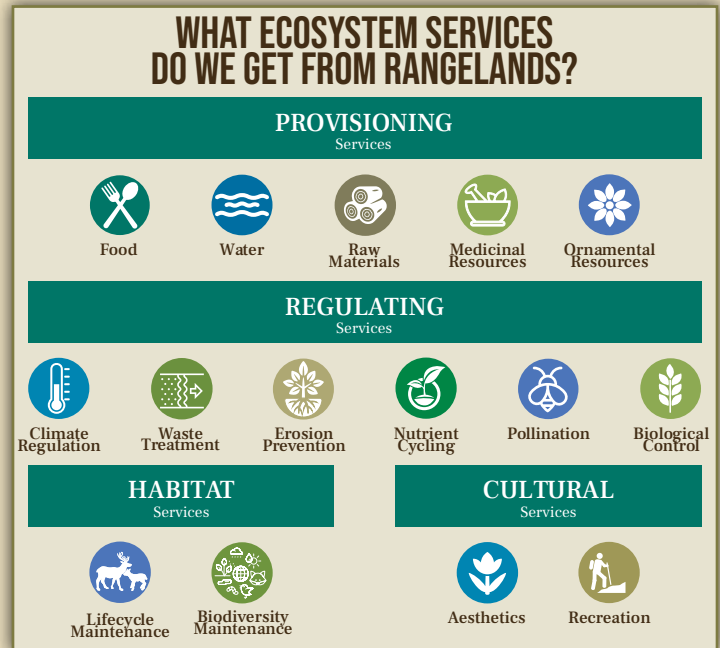 WHAT ECOSYSTEM SERVICES
DO WE GET FROM RANGELANDS?
PROVISIONING
Services
Food
Water
Raw
Materials
Medicinal
Resources
Ornamental
Resources
REGULATING
Services
Climate
Regulation
Waste
Treatment
Erosion
Prevention
Nutrient
Cycling
Pollination
Biological
Control
HABITAT
Services
Lifecycle
Maintenance
Biodiversity
Maintenance
CULTURAL
Services
Aesthetics
Recreation